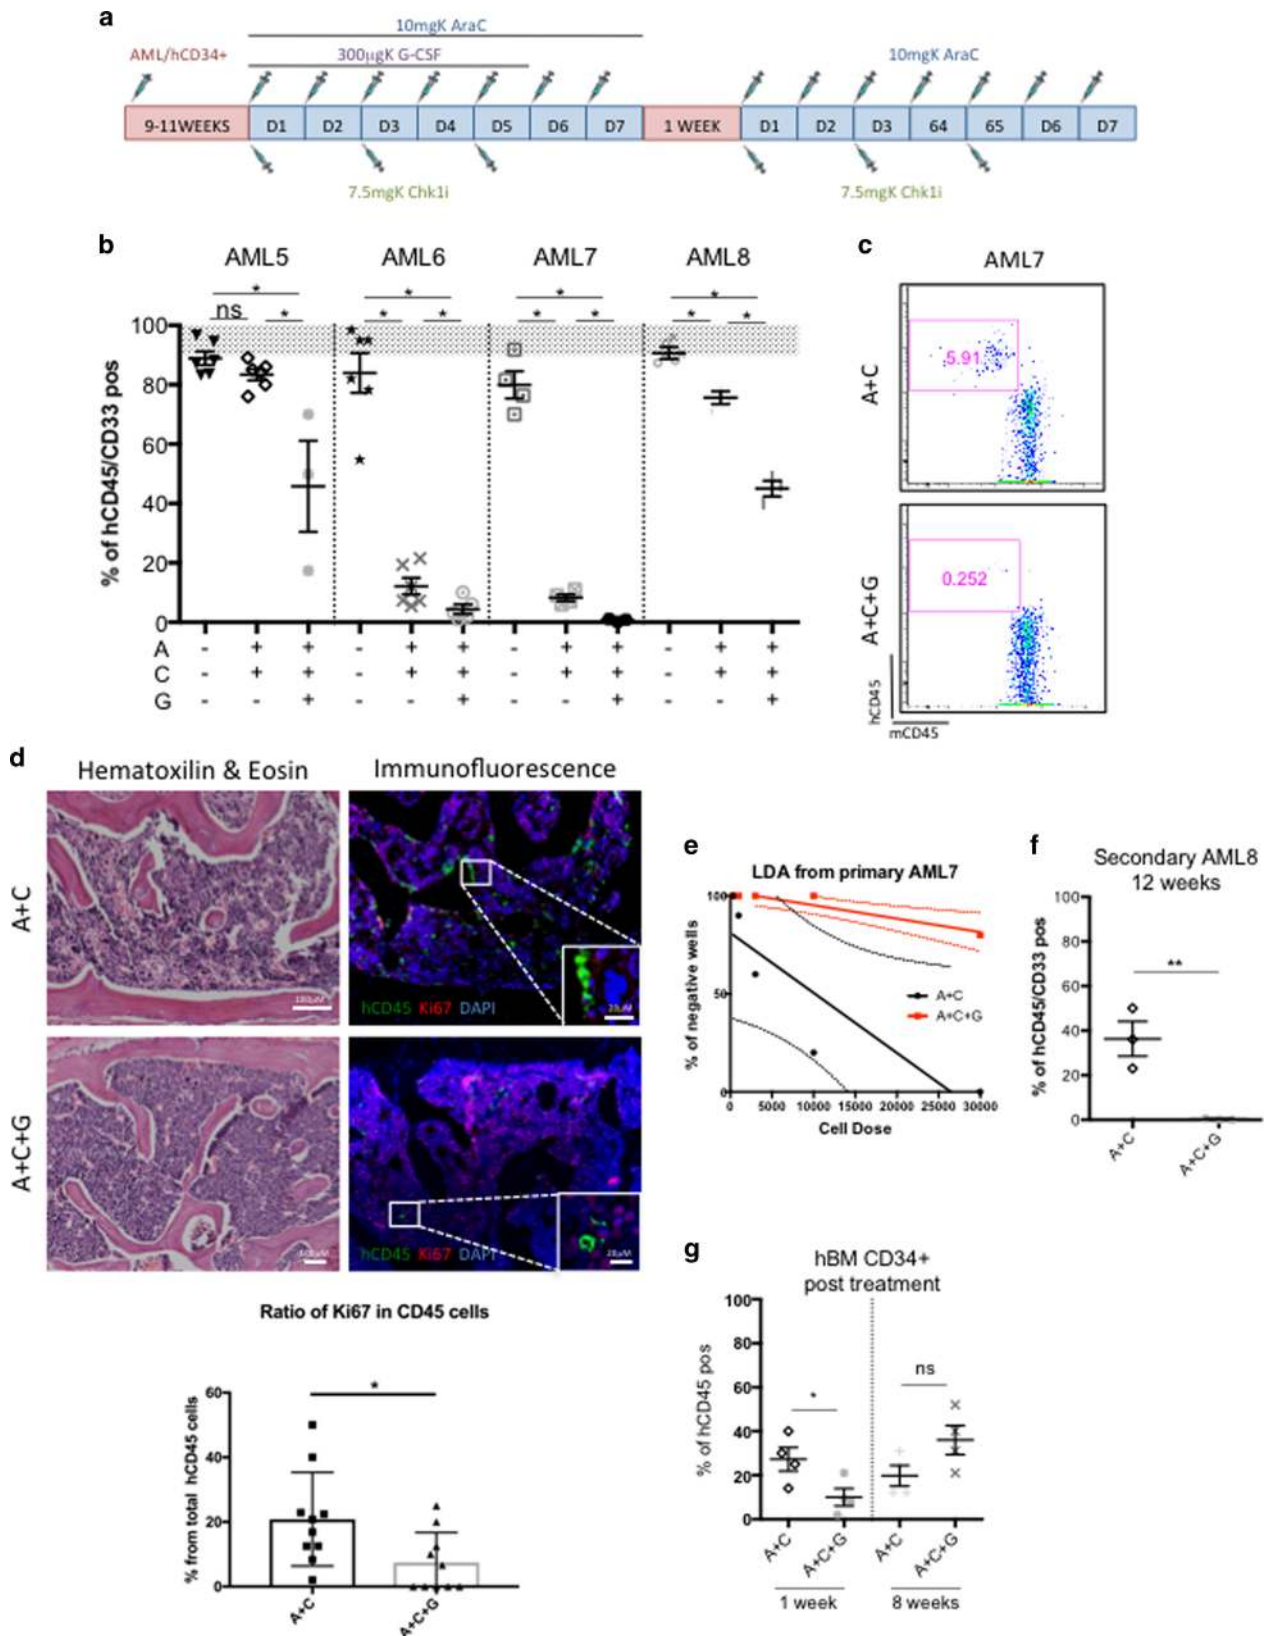 a
10mgK AraC
AML/hCD34+
300µgK G-CSF
10mgK AraC
9-11WEEKS D1 D2 D3 D4 D5 D6 D7 1 WEEK D1 D2 D3 64 65 D6 D7
7.5mgK Chk1i
7.5mgK Chk1i
b
AML5 AML6 AML7 AML8
* * * *
ns * * * * * * *
% of hCD45/CD33 pos
100
80
60
40
20
0
A - + + - + + - + + - + +
C - + + - + + - + + - + +
G - - + - - + - - + - - +
c
AML7
A+C
5.91
A+C+G
0.252
hCD45
mCD45
d
Hematoxilin & Eosin Immunofluorescence
A+C
100µM
hCD45 Ki67 DAPI
20µM
A+C+G
100µM
hCD45 Ki67 DAPI
20µM
Ratio of Ki67 in CD45 cells
% from total hCD45 cells
*
60
40
20
0
A+C
A+C+G
e
LDA from primary AML7
% of negative wells
100
50
0
A+C
A+C+G
0 5000 10000 15000 20000 25000 30000
Cell Dose
f
Secondary AML8
12 weeks
% of hCD45/CD33 pos
100
80
60
40
20
0
**
A+C
A+C+G
g
hBM CD34+
post treatment
% of hCD45 pos
100
80
60
40
20
0
* ns
A+C A+C+G A+C A+C+G
1 week 8 weeks